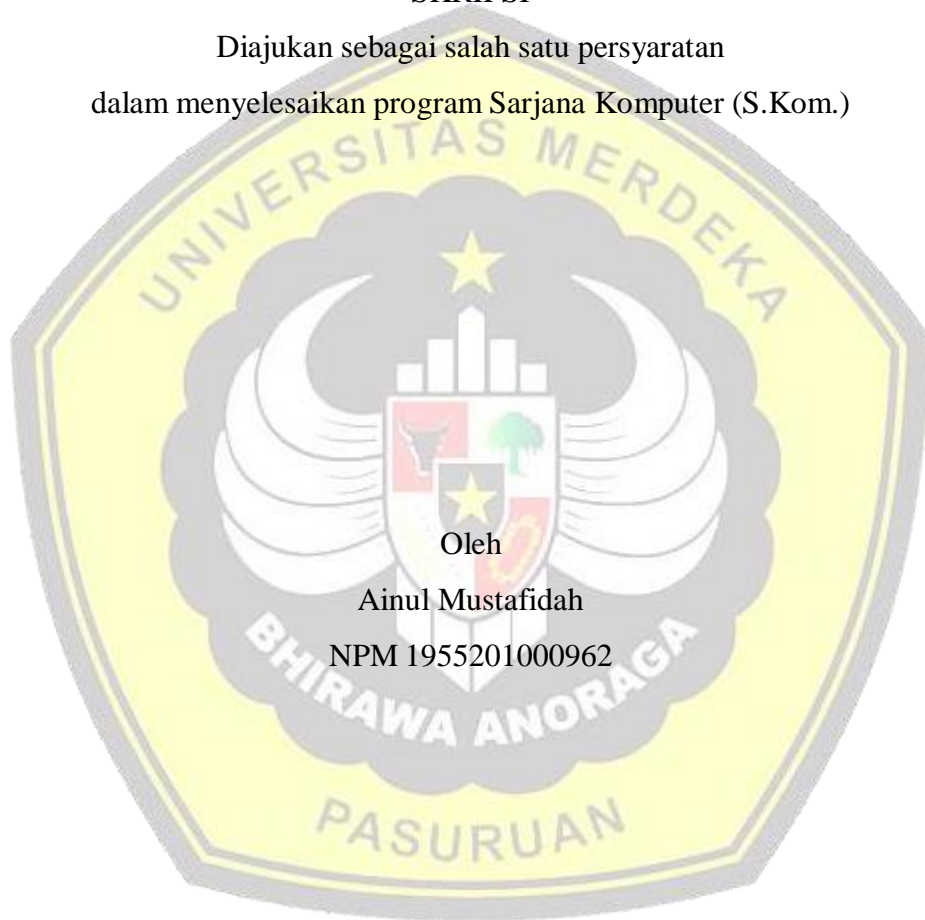 Diajukan sebagai salah satu persyaratan
dalam menyelesaikan program Sarjana Komputer (S.Kom.)
UNIVERSITAS MERDEKA
Oleh
Ainul Mustafidah
NPM 1955201000962
BHIRAWA ANORAGA
PASURUAN